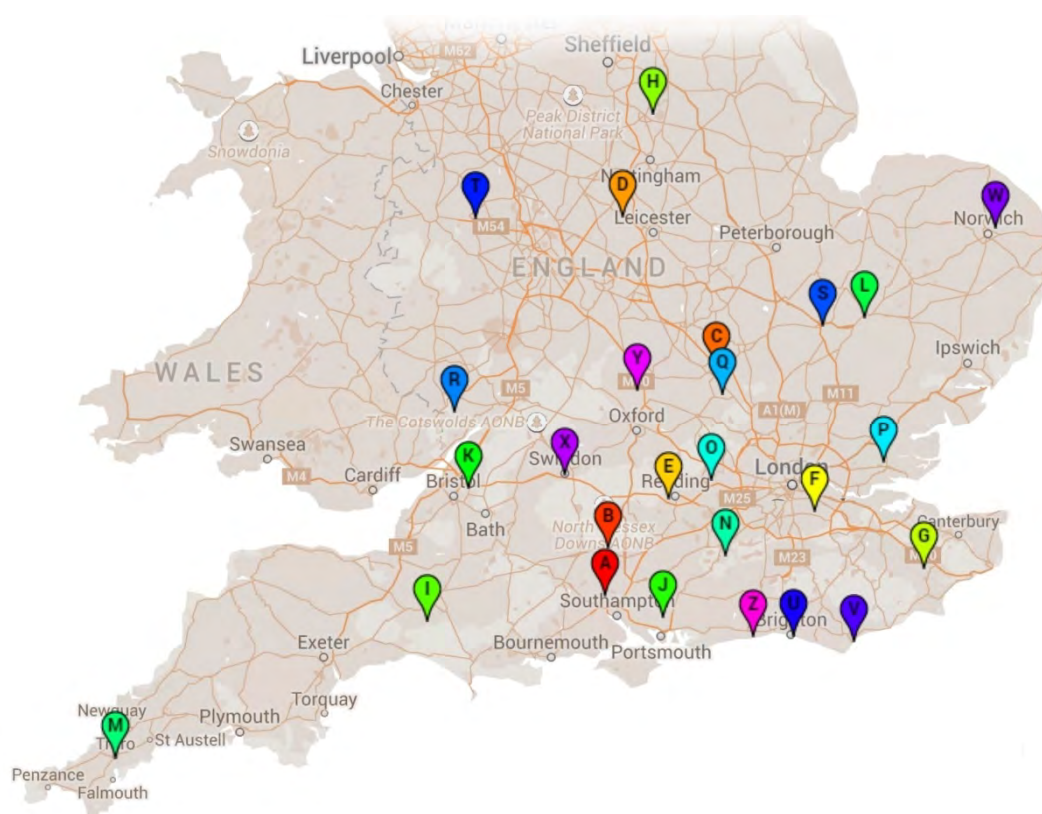 Liverpool
M62
Sheffield
Chester
H
Peak District
National Park
Snowdonia
T
D
Nottingham
W
M54
Leicester
Norwich
Peterborough
ENGLAND
S
L
C
WALES
Y
Q
Ipswich
R
M5
M11
The Cotswolds AONB
Oxford
A1(M)
P
Swansea
X
O
K
Swindon
E
London
M4
Cardiff
Bristol
Reading
F
M25
B
Bath
North Wessex
Downs AONB
N
Canterbury
G
M5
A
M23
J
I
Southampton
Z
U
V
Brighton
Exeter
Bournemouth
Portsmouth
Torquay
Newquay
Plymouth
M
Truro
St Austell
Penzance
Falmouth